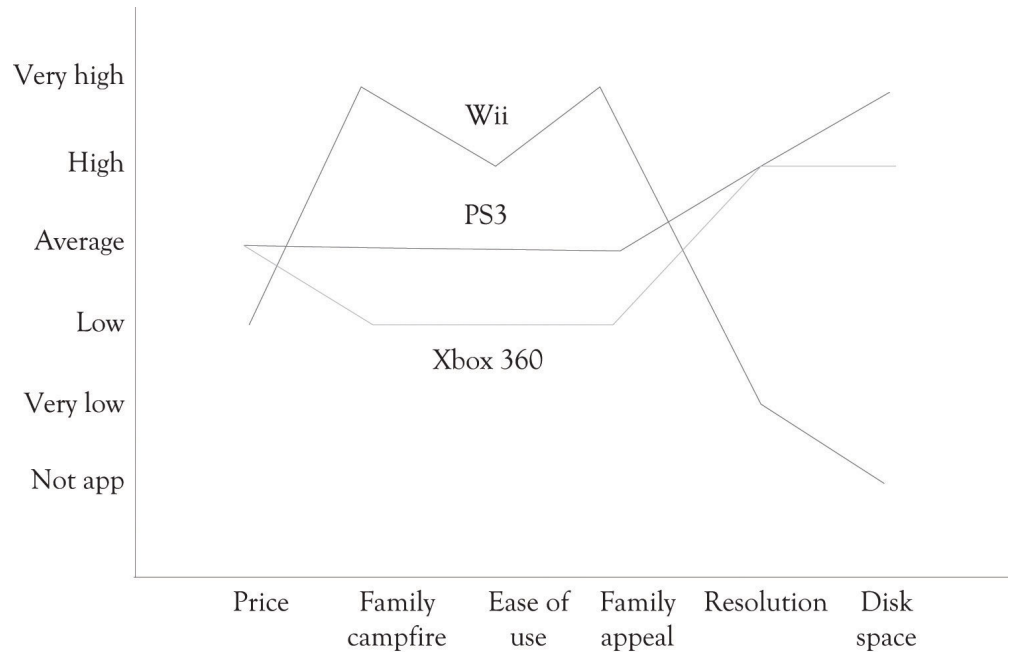 Very high
Wii
High
PS3
Average
Low
Xbox 360
Very low
Not app
Price
Family campfire
Ease of use
Family appeal
Resolution
Disk space